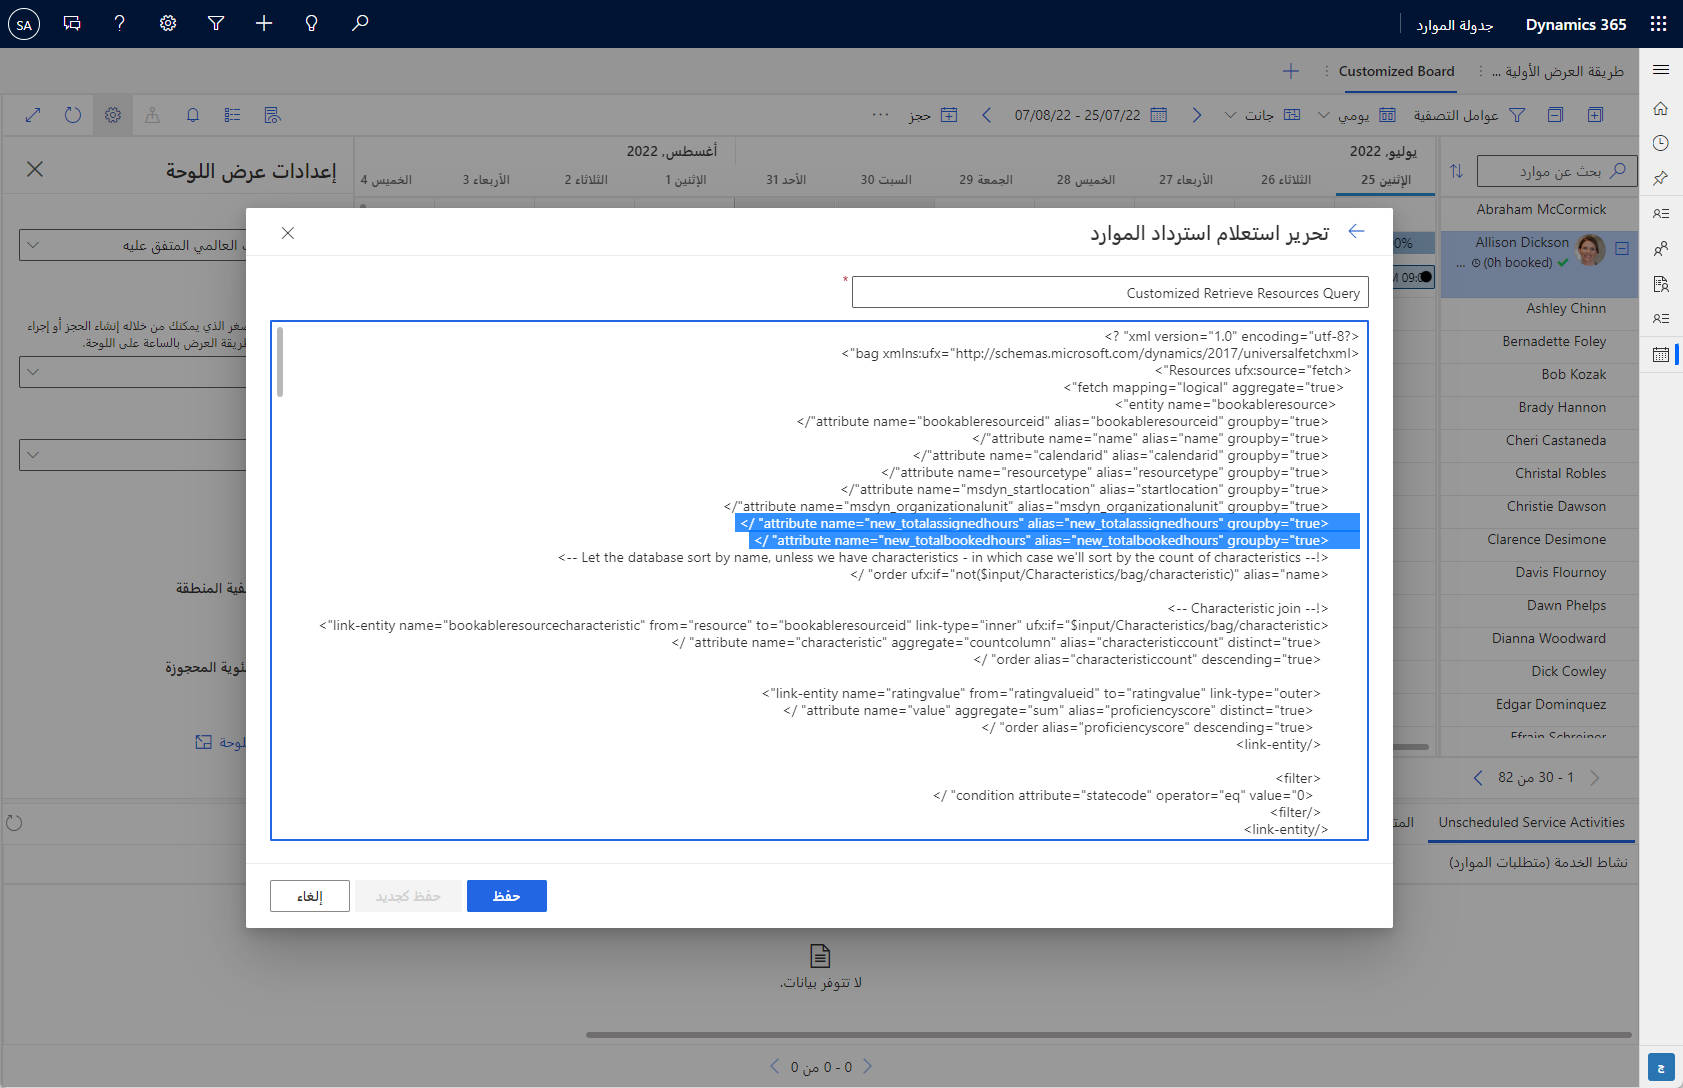 Dynamics 365
جدولة الموارد
SA
طريقة العرض الأولية ...
Customized Board
عوامل التصفية
يومي
جانت
07/08/22 - 25/07/22
حجز
...
إعدادات عرض اللوحة
يوليو, 2022
أغسطس, 2022
بحث عن موارد
الإثنين 25
الثلاثاء 26
الأربعاء 27
الخميس 28
الجمعة 29
السبت 30
الأحد 31
الإثنين 1
الثلاثاء 2
الأربعاء 3
الخميس 4
Abraham McCormick
Allison Dickson
(0h booked) ...
0%
Ashley Chinn
Bernadette Foley
Bob Kozak
Brady Hannon
Cheri Castaneda
Christal Robles
Christie Dawson
Clarence Desimone
Davis Flournoy
Dawn Phelps
Dianna Woodward
Dick Cowley
Edgar Dominquez
Efrain Schreiner
1 - 30 من 82
العالمي المتفق عليه
صغر الذي يمكنك من خلاله إنشاء الحجز أو إجراء
طريقة العرض بالساعة على اللوحة.
المنطقة
المحجوزة
لوحة
تحرير استعلام استرداد الموارد
*
Customized Retrieve Resources Query
<? "xml version="1.0" encoding="utf-8?>
<"bag xmlns:ufx="http://schemas.microsoft.com/dynamics/2017/universalfetchxml>
<"Resources ufx:source="fetch>
<"fetch mapping="logical" aggregate="true>
<"entity name="bookableresource>
</"attribute name="bookableresourceid" alias="bookableresourceid" groupby="true>
</"attribute name="name" alias="name" groupby="true>
</"attribute name="calendarid" alias="calendarid" groupby="true>
</"attribute name="resourcetype" alias="resourcetype" groupby="true>
</"attribute name="msdyn_startlocation" alias="startlocation" groupby="true>
</"attribute name="msdyn_organizationalunit" alias="msdyn_organizationalunit" groupby="true>
</ "attribute name="new_totalassignedhours" alias="new_totalassignedhours" groupby="true>
</ "attribute name="new_totalbookedhours" alias="new_totalbookedhours" groupby="true>
<-- Let the database sort by name, unless we have characteristics - in which case we'll sort by the count of characteristics --!>
</ "order ufx:if="not($input/Characteristics/bag/characteristic)" alias="name>
<-- Characteristic join --!>
<"link-entity name="bookableresourcecharacteristic" from="resource" to="bookableresourceid" link-type="inner" ufx:if="$input/Characteristics/bag/characteristic>
</ "attribute name="characteristic" aggregate="countcolumn" alias="characteristiccount" distinct="true>
</ "order alias="characteristiccount" descending="true>
<"link-entity name="ratingvalue" from="ratingvalueid" to="ratingvalue" link-type="outer>
</ "attribute name="value" aggregate="sum" alias="proficiencyscore" distinct="true>
</ "order alias="proficiencyscore" descending="true>
<link-entity/>
<filter>
</ "condition attribute="statecode" operator="eq" value="0>
<filter/>
<link-entity/>
حفظ
حفظ كجديد
إلغاء
Unscheduled Service Activities
نشاط الخدمة (متطلبات الموارد)
لا تتوفر بيانات.
0 - 0 من 0
ج